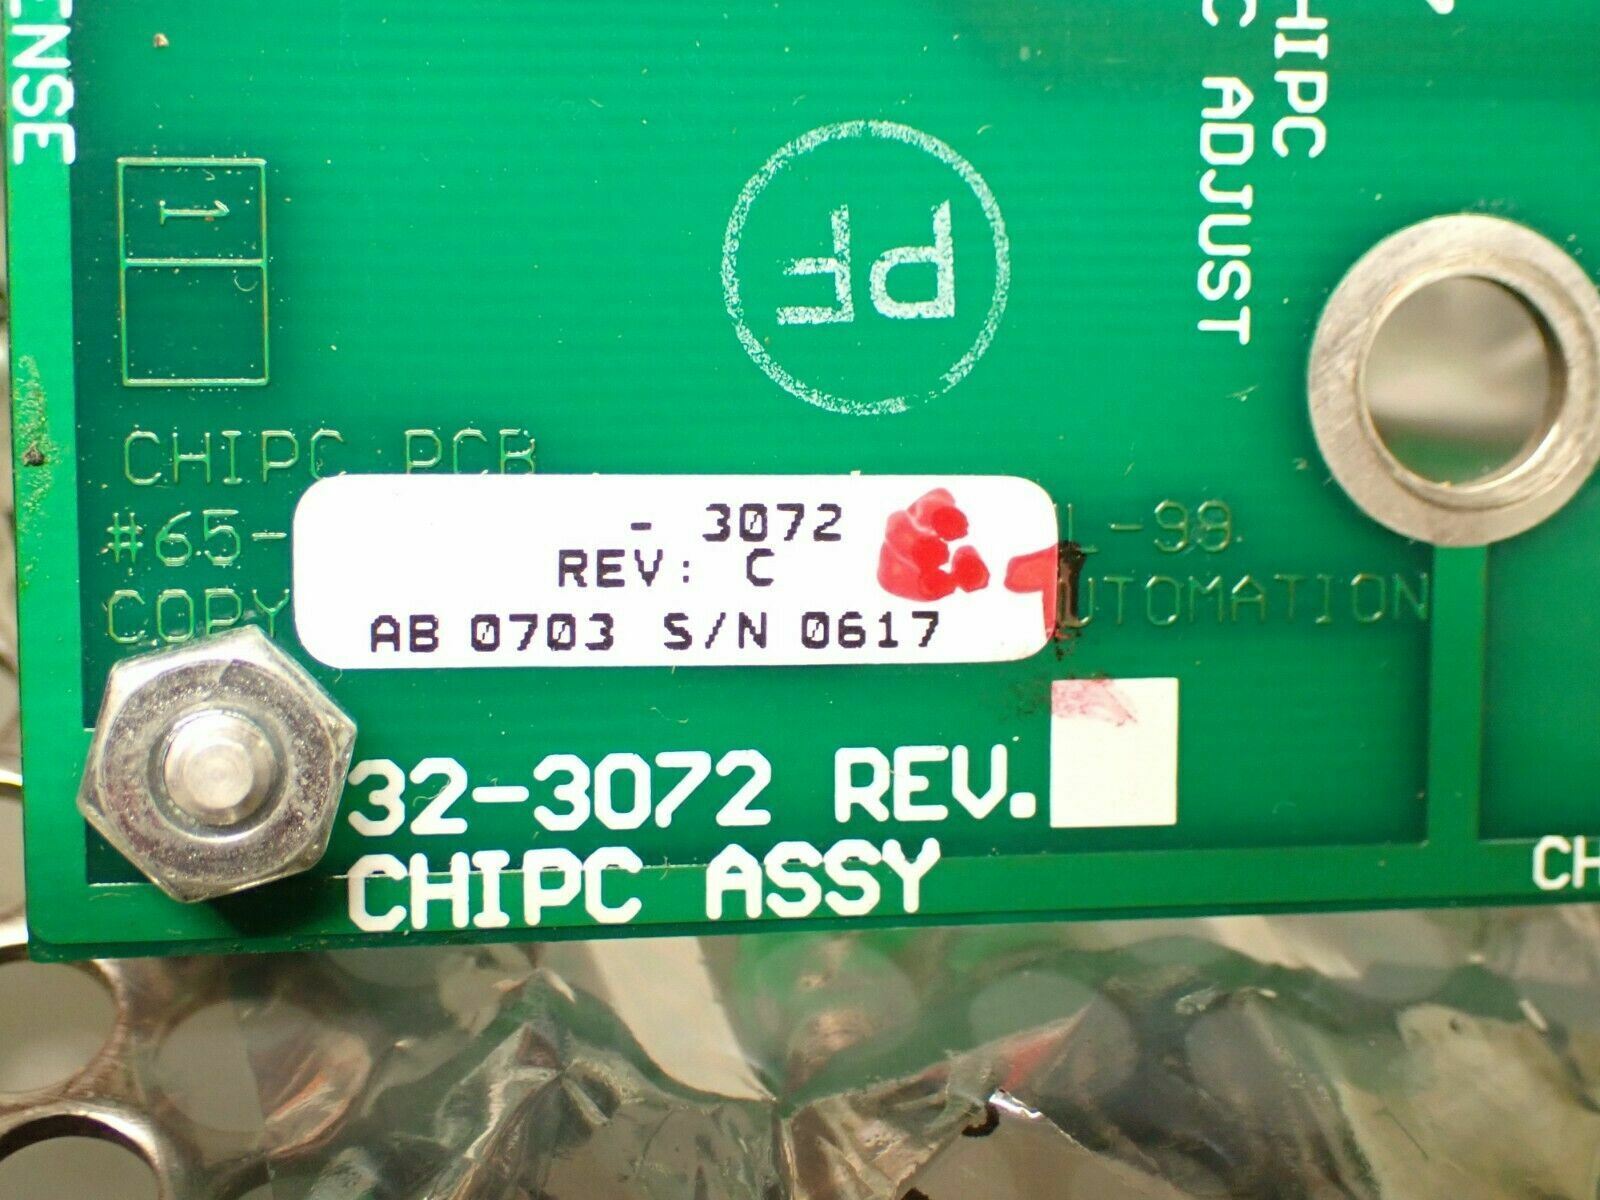 ENSE
HIPC
C ADJUST
1
PF
CHIPC PCB
#65-
L-98
COPY
UTOMATION
- 3072
REV: C
AB 0703 S/N 0617
32-3072 REV.
CHIPC ASSY
CH